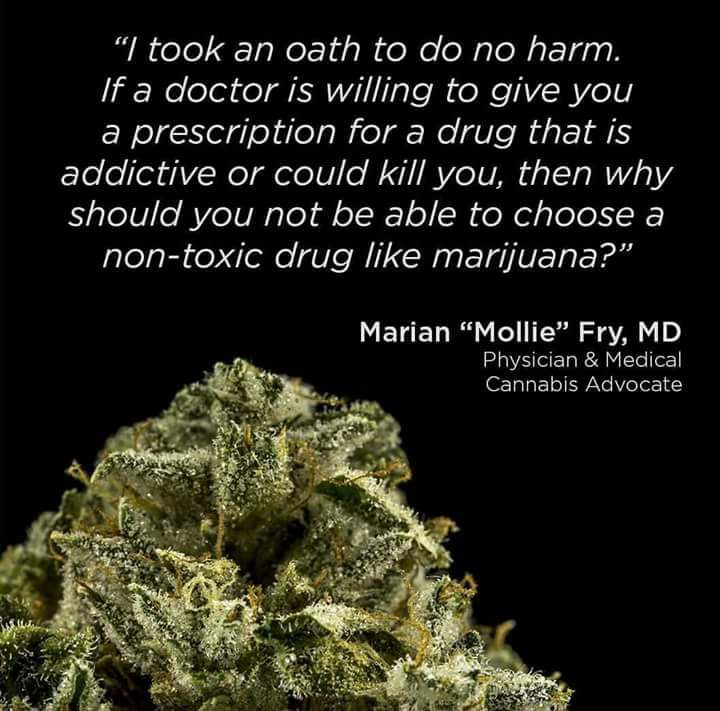 “I took an oath to do no harm.
If a doctor is willing to give you
a prescription for a drug that is
addictive or could kill you, then why
should you not be able to choose a
non-toxic drug like marijuana?”
Marian “Mollie” Fry, MD
Physician & Medical
Cannabis Advocate